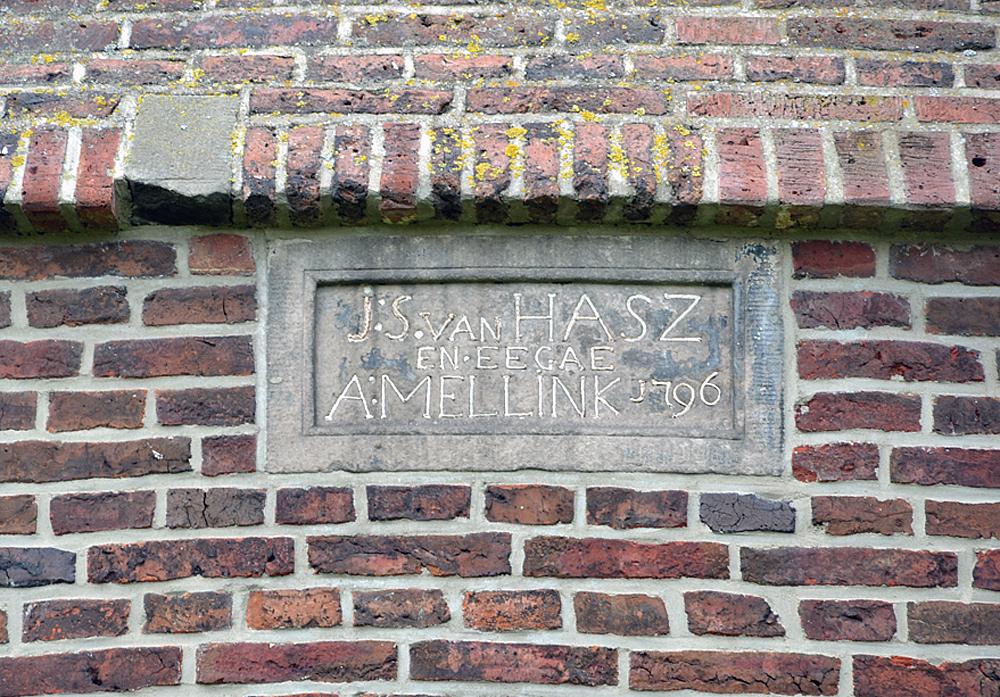 J:S. VAN HASZ
EN·EEGAE
A:MELLINK 1796